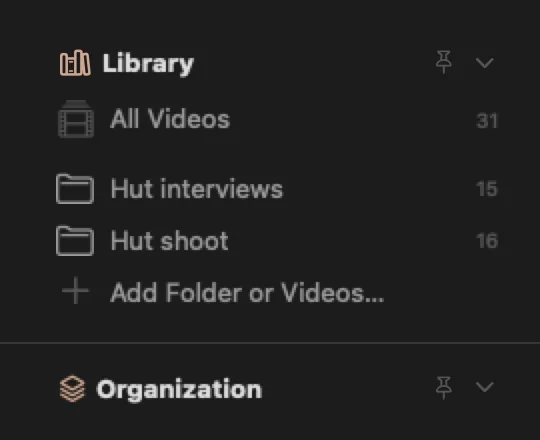 Library
All Videos 31
Hut interviews 15
Hut shoot 16
Add Folder or Videos...
Organization